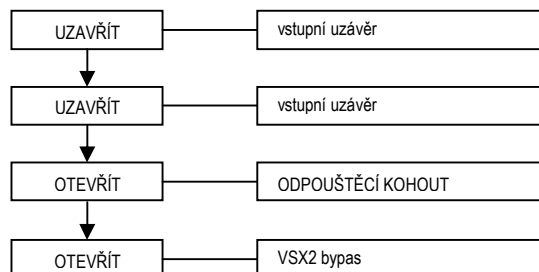 UZAVŘÍT vstupní uzávěr
UZAVŘÍT vstupní uzávěr
OTEVŘÍT ODPOUŠTĚCÍ KOHOUT
OTEVŘÍT VSX2 bypas